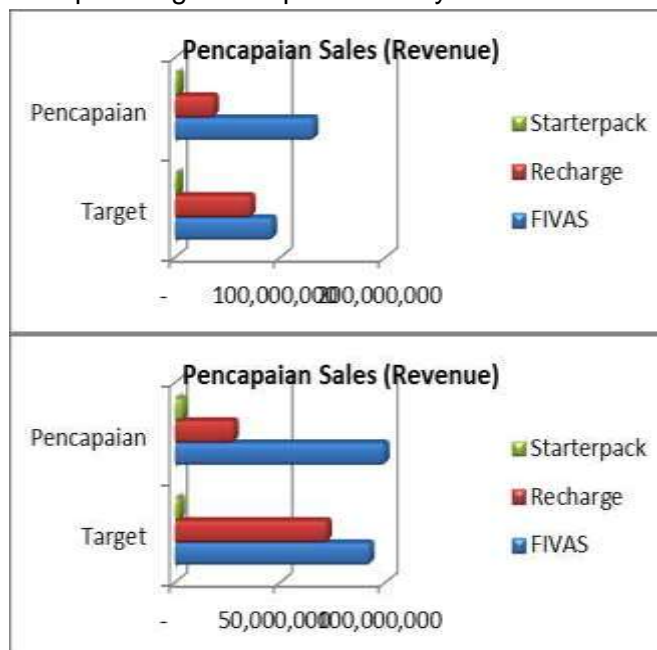 Pencapaian Sales (Revenue)
Pencapaian
Starterpack
Recharge
Target
FIVAS
- 100,000,000 200,000,000
Pencapaian Sales (Revenue)
Pencapaian
Starterpack
Recharge
Target
FIVAS
- 50,000,000 100,000,000